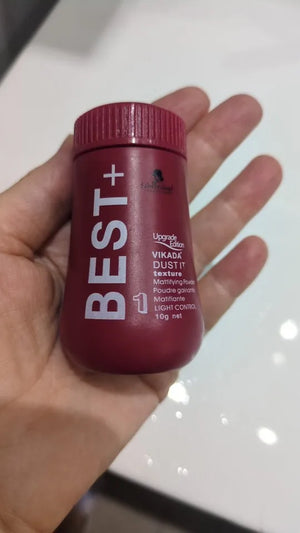 BEST+
Upgrade
Edition
VIKADA
DUST IT
texture
Mattifying Powder
Poudre gainante
Matifiante
LIGHT CONTROL
1
10g net